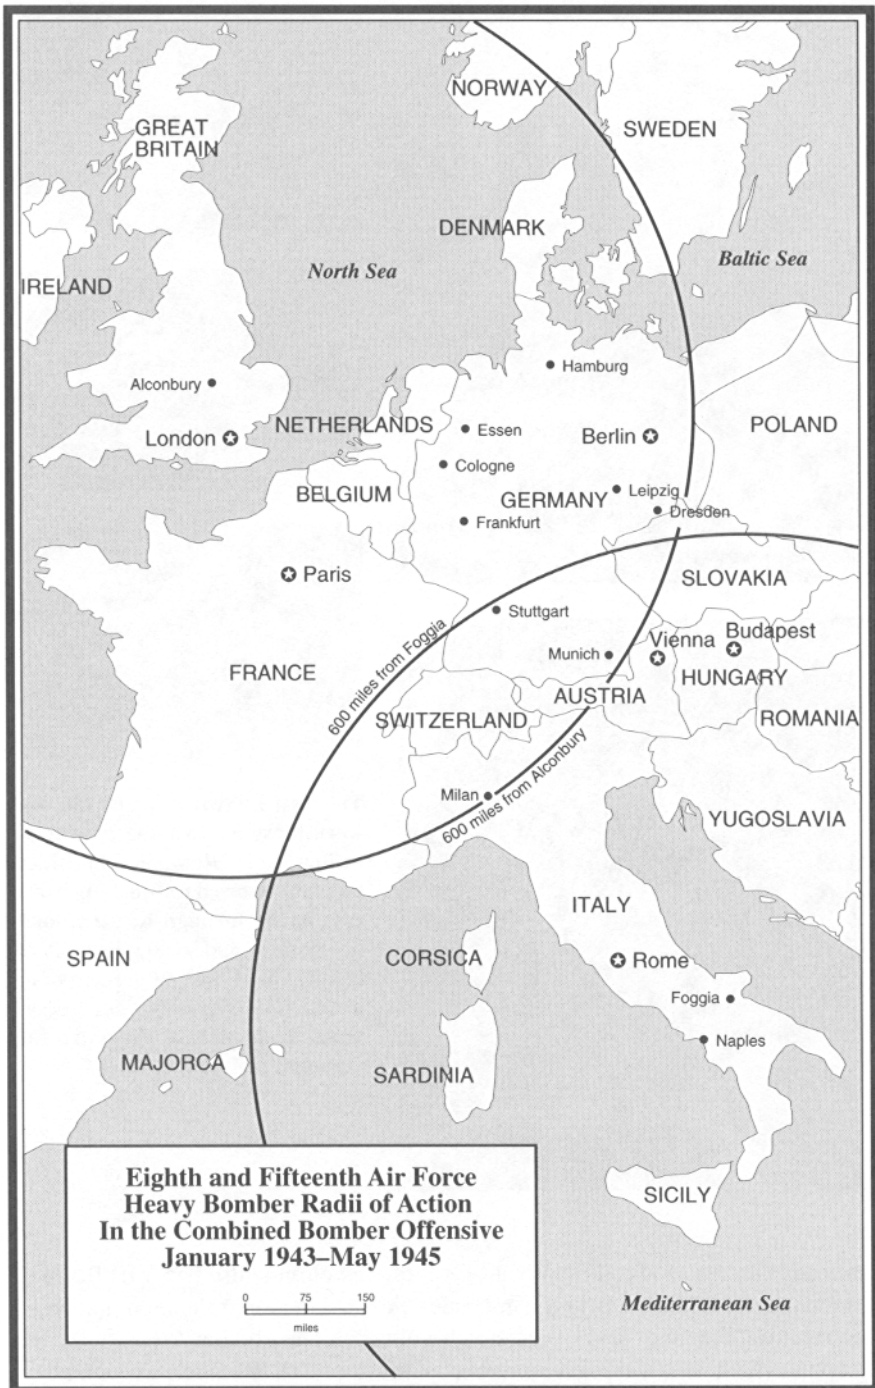 NORWAY
SWEDEN
GREAT
BRITAIN
DENMARK
North Sea
Baltic Sea
IRELAND
Hamburg
Alconbury
NETHERLANDS
Essen
POLAND
London
Berlin
Cologne
BELGIUM
GERMANY
Leipzig
Dresden
Frankfurt
Paris
SLOVAKIA
Stuttgart
600 miles from Foggia
Munich
Vienna
Budapest
FRANCE
HUNGARY
AUSTRIA
SWITZERLAND
ROMANIA
Milan
600 miles from Alconbury
YUGOSLAVIA
ITALY
SPAIN
CORSICA
Rome
Foggia
Naples
MAJORCA
SARDINIA
SICILY
Eighth and Fifteenth Air Force
Heavy Bomber Radii of Action
In the Combined Bomber Offensive
January 1943–May 1945
0 75 150
miles
Mediterranean Sea